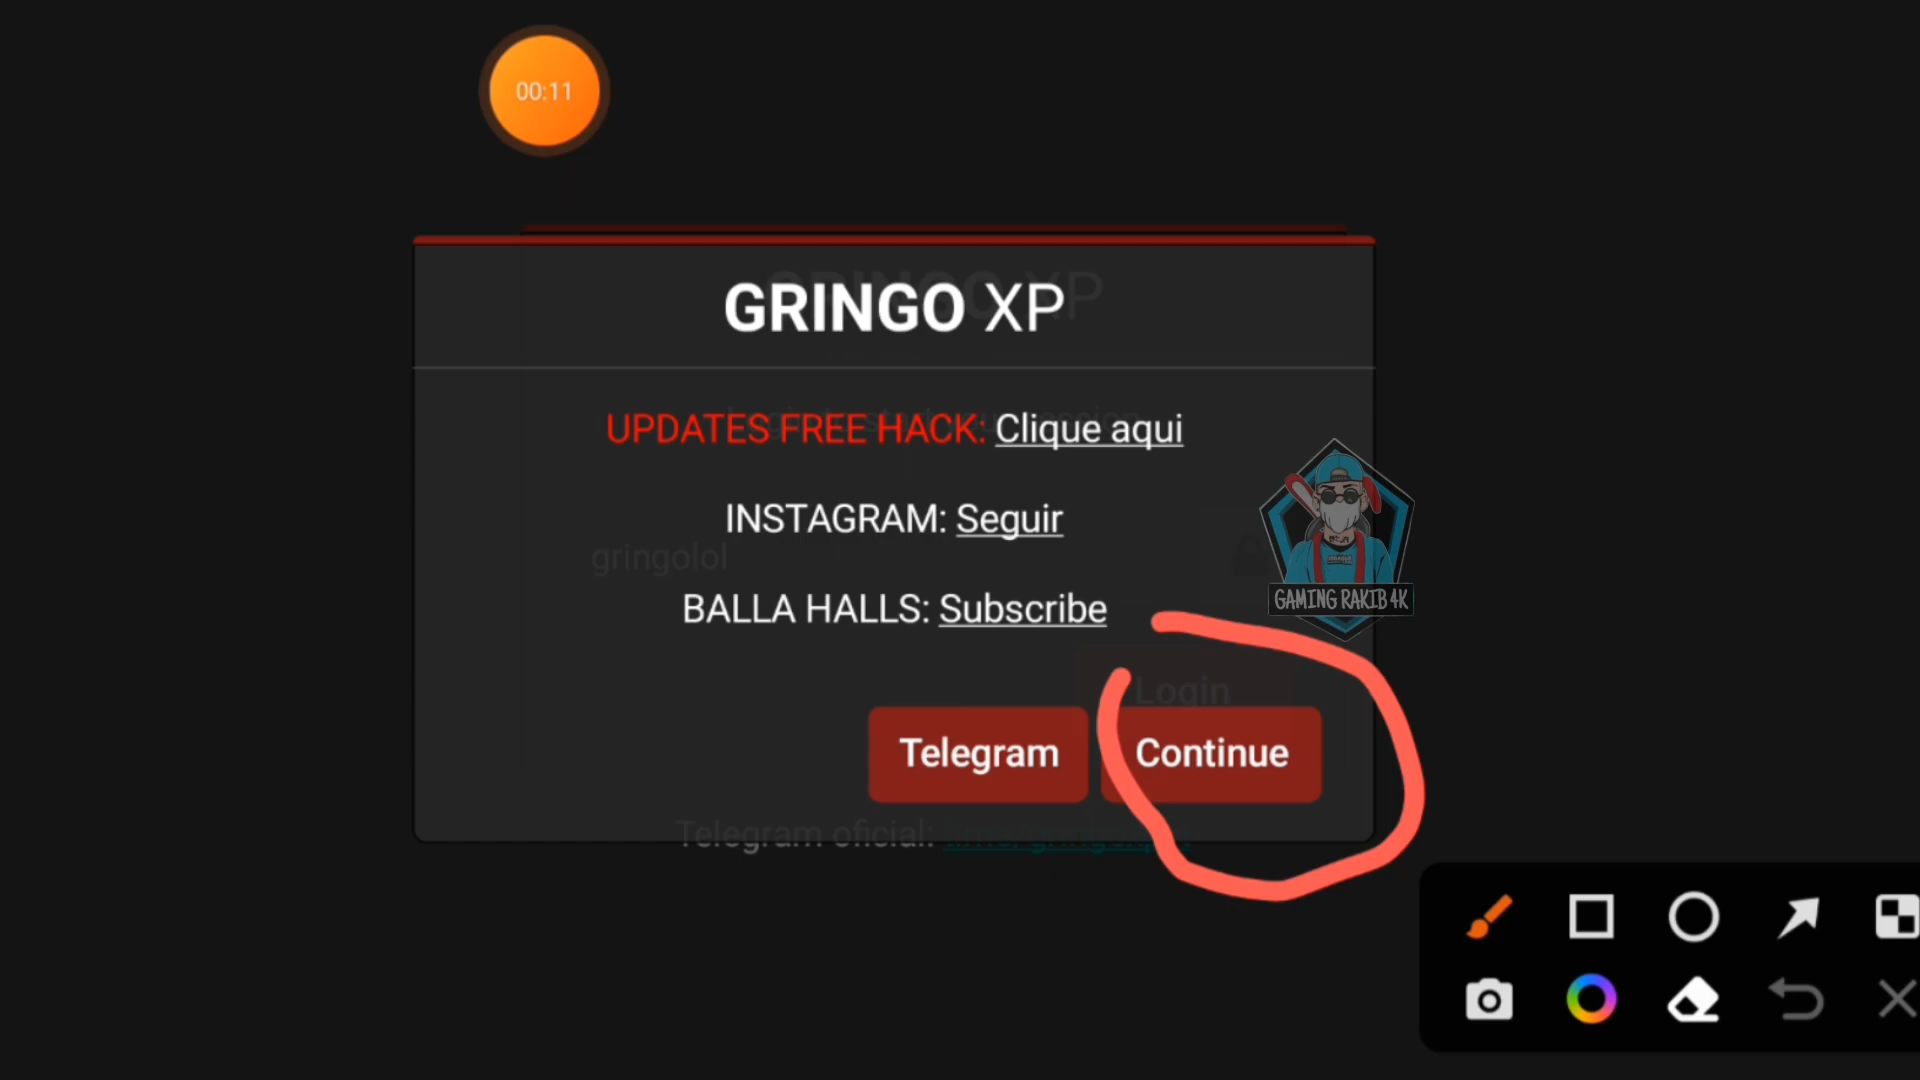 00:11
GRINGO XP
UPDATES FREE HACK: Clique aqui
INSTAGRAM: Seguir
gringolol
BALLA HALLS: Subscribe
GAMING RAKIB 4K
Login
Telegram
Continue
Telegram oficial: